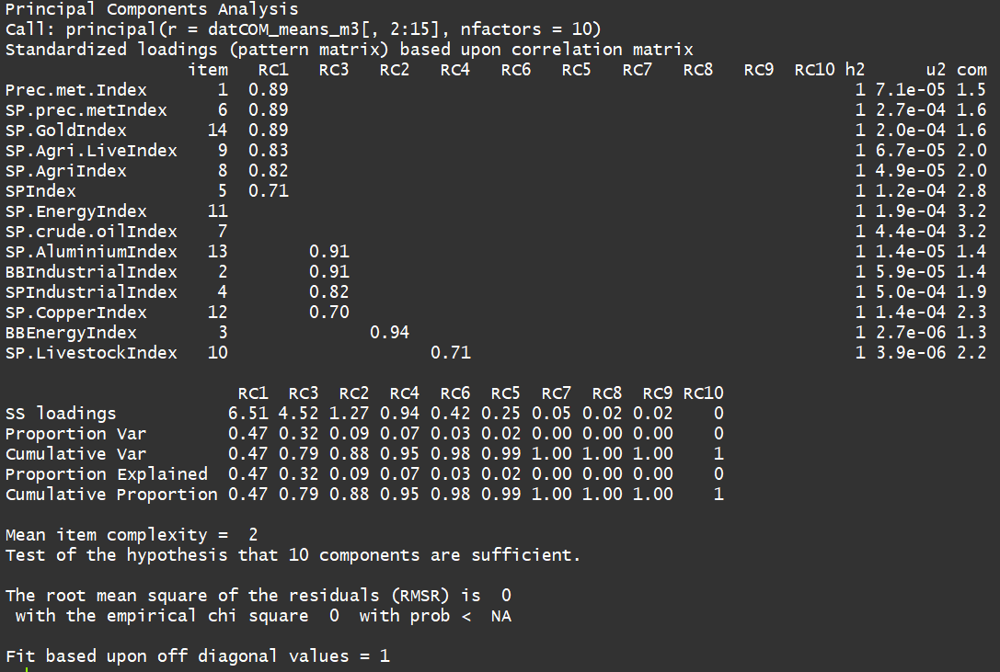 Principal Components Analysis
Call: principal(r = datCOM_means_m3[, 2:15], nfactors = 10)
Standardized loadings (pattern matrix) based upon correlation matrix
item RC1 RC3 RC2 RC4 RC6 RC5 RC7 RC8 RC9 RC10 h2 u2 com
Prec.met.Index 1 0.89 1 7.1e-05 1.5
SP.prec.metIndex 6 0.89 1 2.7e-04 1.6
SP.GoldIndex 14 0.89 1 2.0e-04 1.6
SP.Agri.LiveIndex 9 0.83 1 6.7e-05 2.0
SP.AgriIndex 8 0.82 1 4.9e-05 2.0
SPIndex 5 0.71 1 1.2e-04 2.8
SP.EnergyIndex 11 1 1.9e-04 3.2
SP.crude.oilIndex 7 1 4.4e-04 3.2
SP.AluminiumIndex 13 0.91 1 1.4e-05 1.4
BBIndustrialIndex 2 0.91 1 5.9e-05 1.4
SPIndustrialIndex 4 0.82 1 5.0e-04 1.9
SP.CopperIndex 12 0.70 1 1.4e-04 2.3
BBEnergyIndex 3 0.94 1 2.7e-06 1.3
SP.LivestockIndex 10 0.71 1 3.9e-06 2.2
RC1 RC3 RC2 RC4 RC6 RC5 RC7 RC8 RC9 RC10
SS loadings 6.51 4.52 1.27 0.94 0.42 0.25 0.05 0.02 0.02 0
Proportion Var 0.47 0.32 0.09 0.07 0.03 0.02 0.00 0.00 0.00 0
Cumulative Var 0.47 0.79 0.88 0.95 0.98 0.99 1.00 1.00 1.00 1
Proportion Explained 0.47 0.32 0.09 0.07 0.03 0.02 0.00 0.00 0.00 0
Cumulative Proportion 0.47 0.79 0.88 0.95 0.98 0.99 1.00 1.00 1.00 1
Mean item complexity = 2
Test of the hypothesis that 10 components are sufficient.
The root mean square of the residuals (RMSR) is 0
with the empirical chi square 0 with prob < NA
Fit based upon off diagonal values = 1